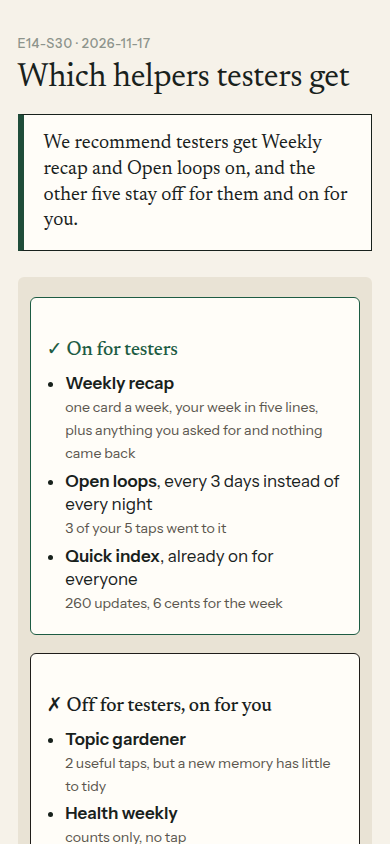 E14-S30 · 2026-11-17
Which helpers testers get
We recommend testers get Weekly
recap and Open loops on, and the
other five stay off for them and on for
you.
✓ On for testers
• Weekly recap
one card a week, your week in five lines,
plus anything you asked for and nothing
came back
• Open loops, every 3 days instead of
every night
3 of your 5 taps went to it
• Quick index, already on for
everyone
260 updates, 6 cents for the week
✗ Off for testers, on for you
• Topic gardener
2 useful taps, but a new memory has little
to tidy
• Health weekly
counts only, no tap